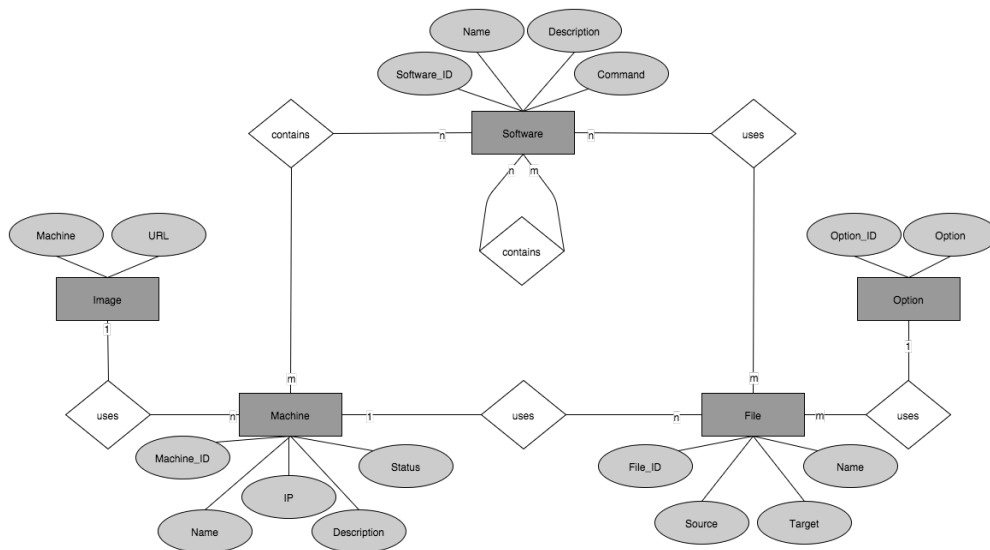 Name
Description
Software_ID
Command
contains
n
Software
n
uses
n
m
Machine
URL
contains
Option_ID
Option
Image
Option
1
1
m
m
uses
n
Machine
1
uses
n
File
m
uses
Machine_ID
Status
File_ID
Name
IP
Name
Description
Source
Target